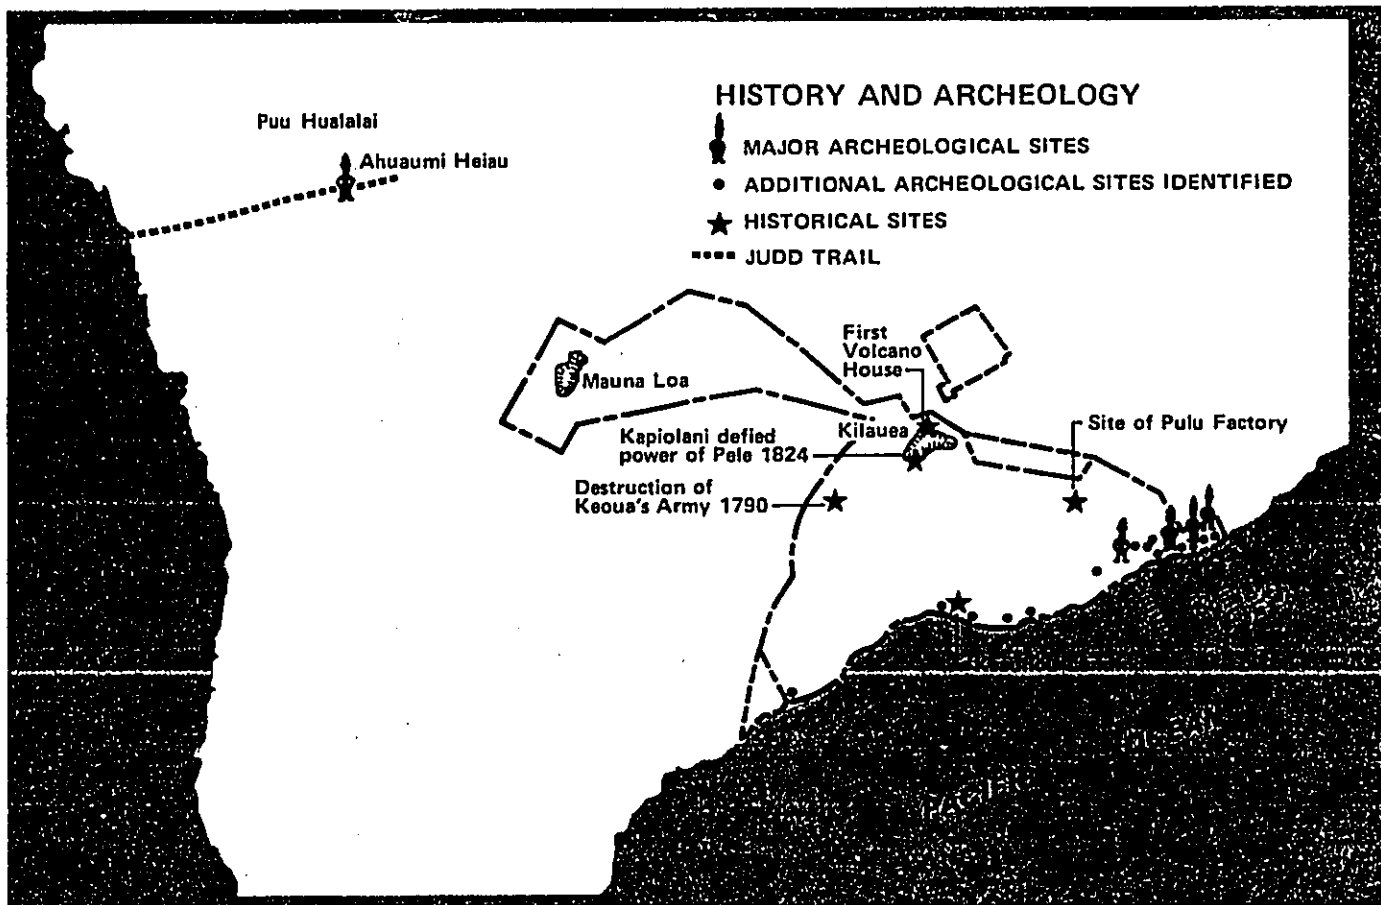 HISTORY AND ARCHEOLOGY
MAJOR ARCHEOLOGICAL SITES
ADDITIONAL ARCHEOLOGICAL SITES IDENTIFIED
HISTORICAL SITES
JUDD TRAIL
Puu Hualalai
Ahuaumi Heiau
First
Volcano
House
Mauna Loa
Kilauea
Site of Pulu Factory
Kapiolani defied
power of Pele 1824
Destruction of
Keoua's Army 1790